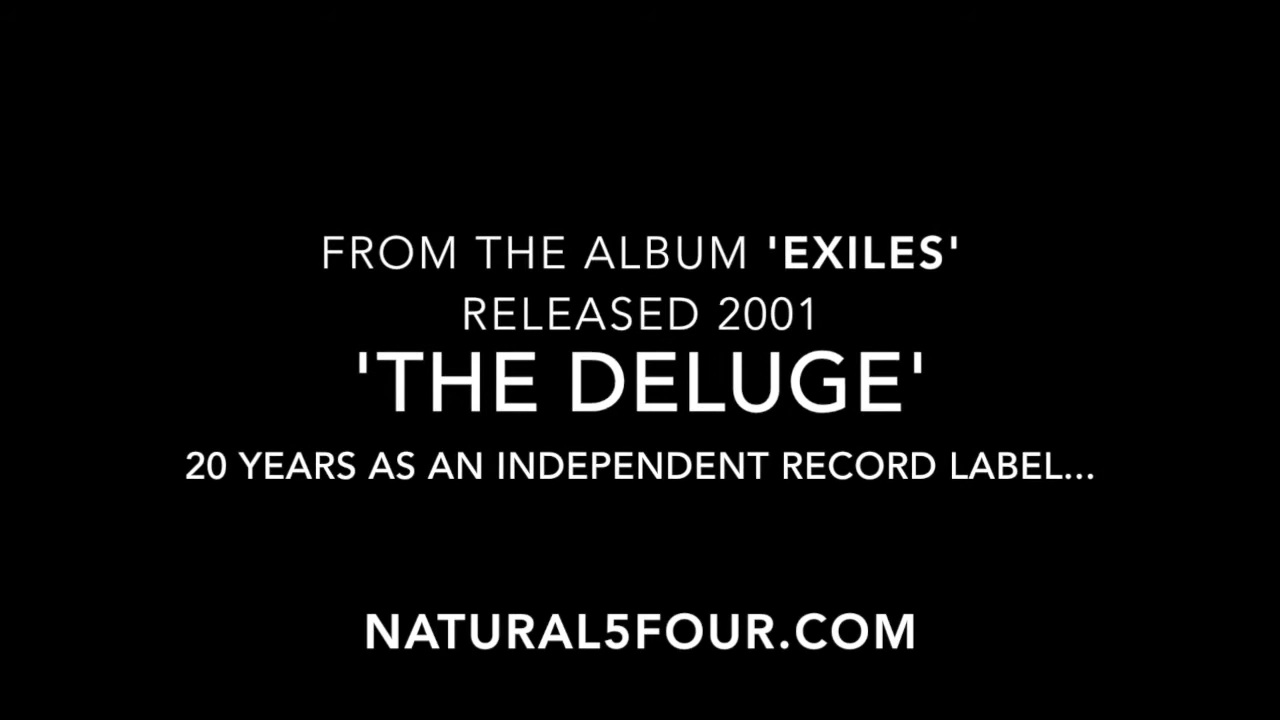 FROM THE ALBUM 'EXILES'
RELEASED 2001
'THE DELUGE'
20 YEARS AS AN INDEPENDENT RECORD LABEL...
NATURAL5FOUR.COM